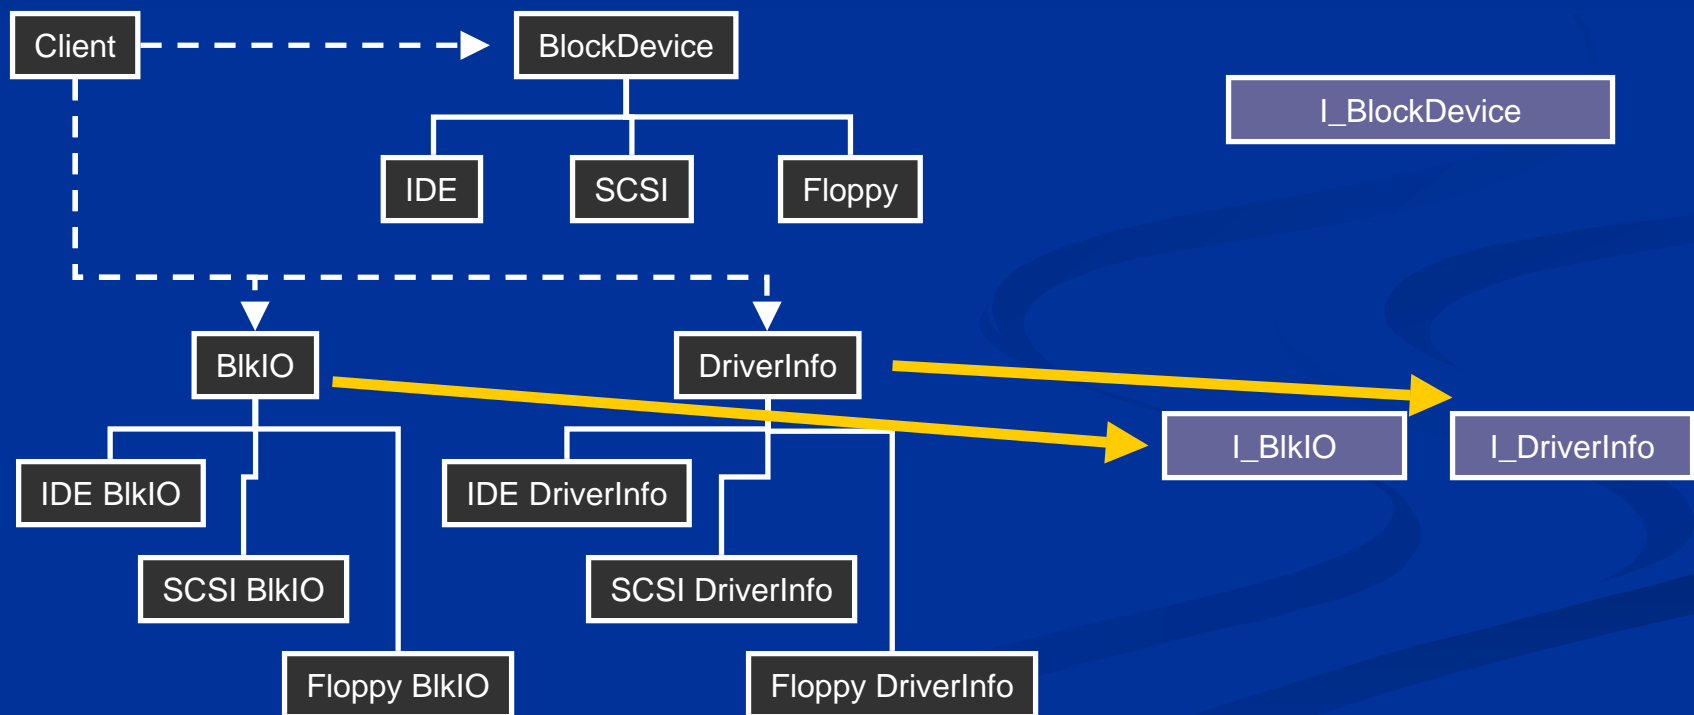 Client
BlockDevice
I_BlockDevice
IDE
SCSI
Floppy
BlkIO
DriverInfo
I_BlkIO
I_DriverInfo
IDE BlkIO
IDE DriverInfo
SCSI BlkIO
SCSI DriverInfo
Floppy BlkIO
Floppy DriverInfo